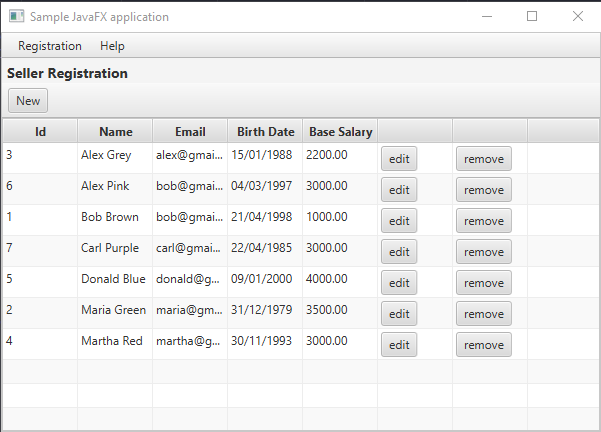 Sample JavaFX application
Registration Help
Seller Registration
New
Id Name Email Birth Date Base Salary
3 Alex Grey alex@gmai... 15/01/1988 2200.00 edit remove
6 Alex Pink bob@gmai... 04/03/1997 3000.00 edit remove
1 Bob Brown bob@gmai... 21/04/1998 1000.00 edit remove
7 Carl Purple carl@gmai... 22/04/1985 3000.00 edit remove
5 Donald Blue donald@g... 09/01/2000 4000.00 edit remove
2 Maria Green maria@gm... 31/12/1979 3500.00 edit remove
4 Martha Red martha@g... 30/11/1993 3000.00 edit remove